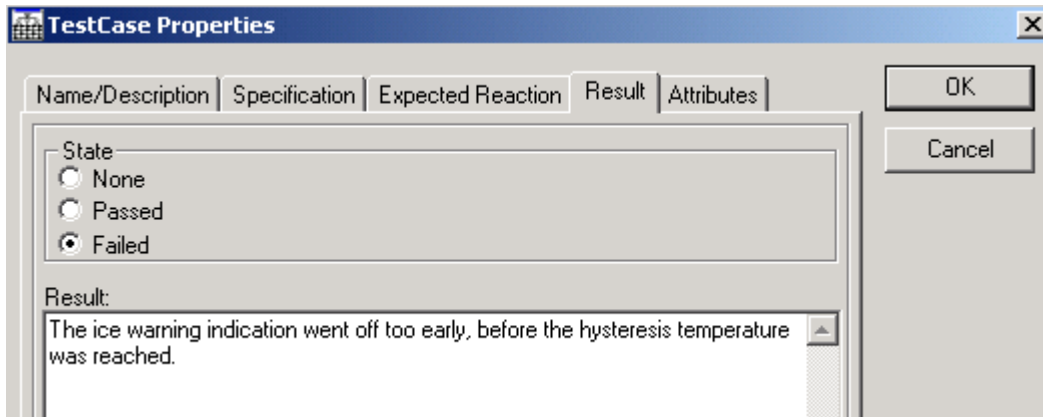 TestCase Properties
Name/Description Specification Expected Reaction Result Attributes
OK
Cancel
State
None
Passed
Failed
Result:
The ice warning indication went off too early, before the hysteresis temperature
was reached.